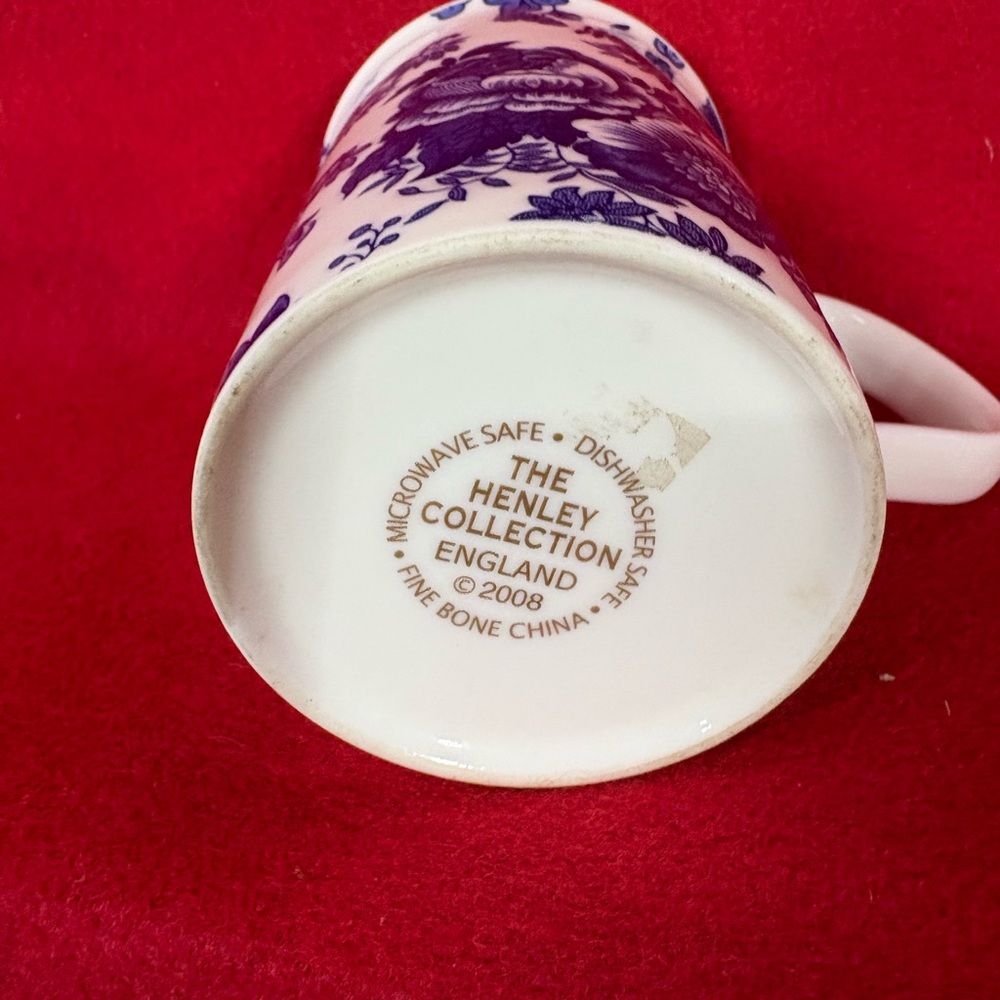 • MICROWAVE SAFE • DISHWASHER SAFE •
THE
HENLEY
COLLECTION
ENGLAND
© 2008
FINE BONE CHINA